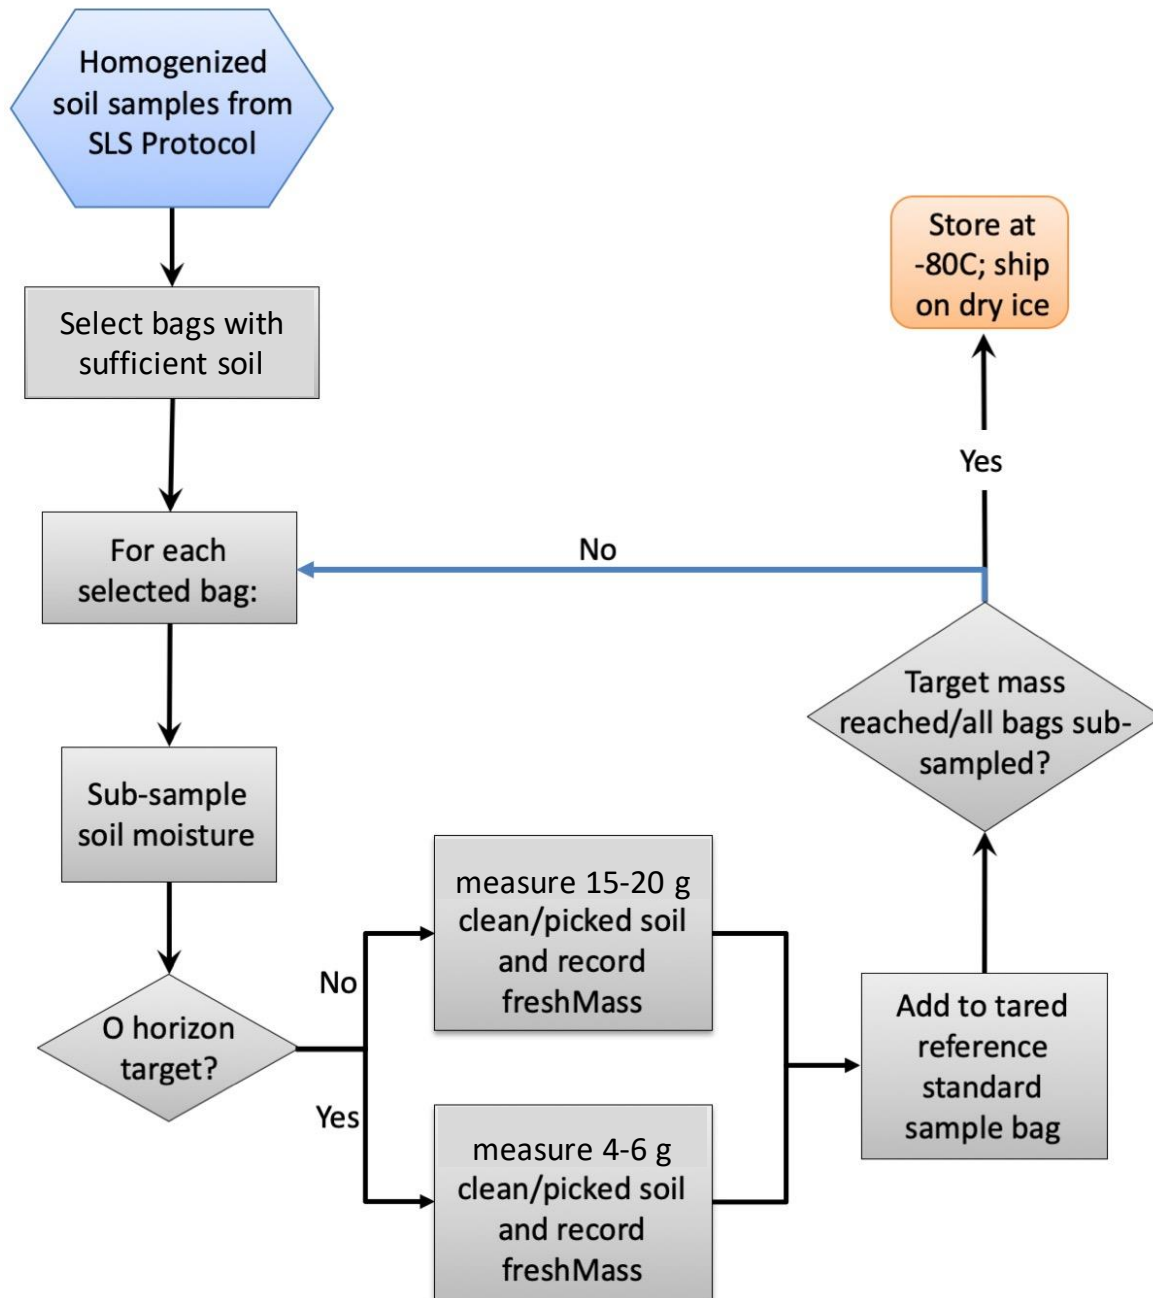 Homogenized
soil samples from
SLS Protocol
Select bags with
sufficient soil
For each
selected bag:
Sub-sample
soil moisture
O horizon
target?
No
Yes
measure 15-20 g
clean/picked soil
and record
freshMass
measure 4-6 g
clean/picked soil
and record
freshMass
Add to tared
reference
standard
sample bag
Target mass
reached/all bags sub-
sampled?
No
Yes
Store at
-80C; ship
on dry ice